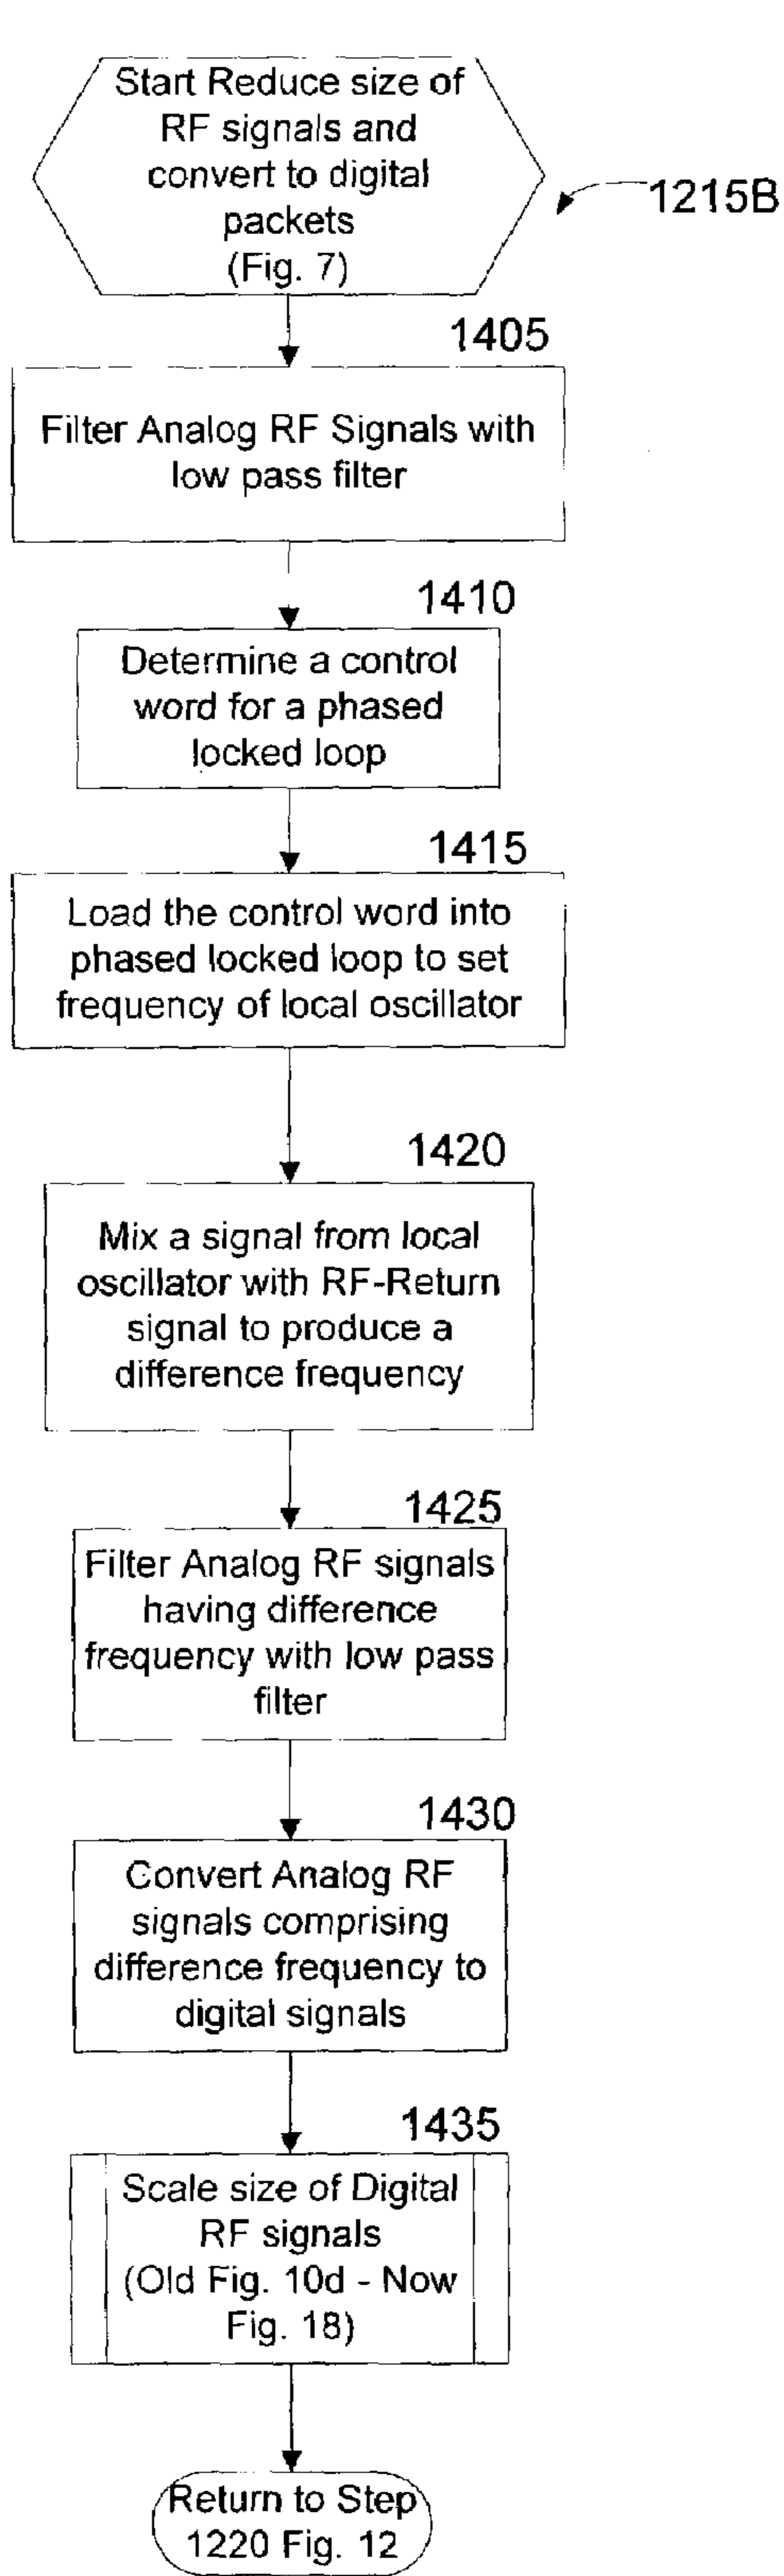 Start Reduce size of
RF signals and
convert to digital
packets
(Fig. 7)
1215B
1405
Filter Analog RF Signals with
low pass filter
1410
Determine a control
word for a phased
locked loop
1415
Load the control word into
phased locked loop to set
frequency of local oscillator
1420
Mix a signal from local
oscillator with RF-Return
signal to produce a
difference frequency
1425
Filter Analog RF signals
having difference
frequency with low pass
filter
1430
Convert Analog RF
signals comprising
difference frequency to
digital signals
1435
Scale size of Digital
RF signals
(Old Fig. 10d - Now
Fig. 18)
Return to Step
1220 Fig. 12